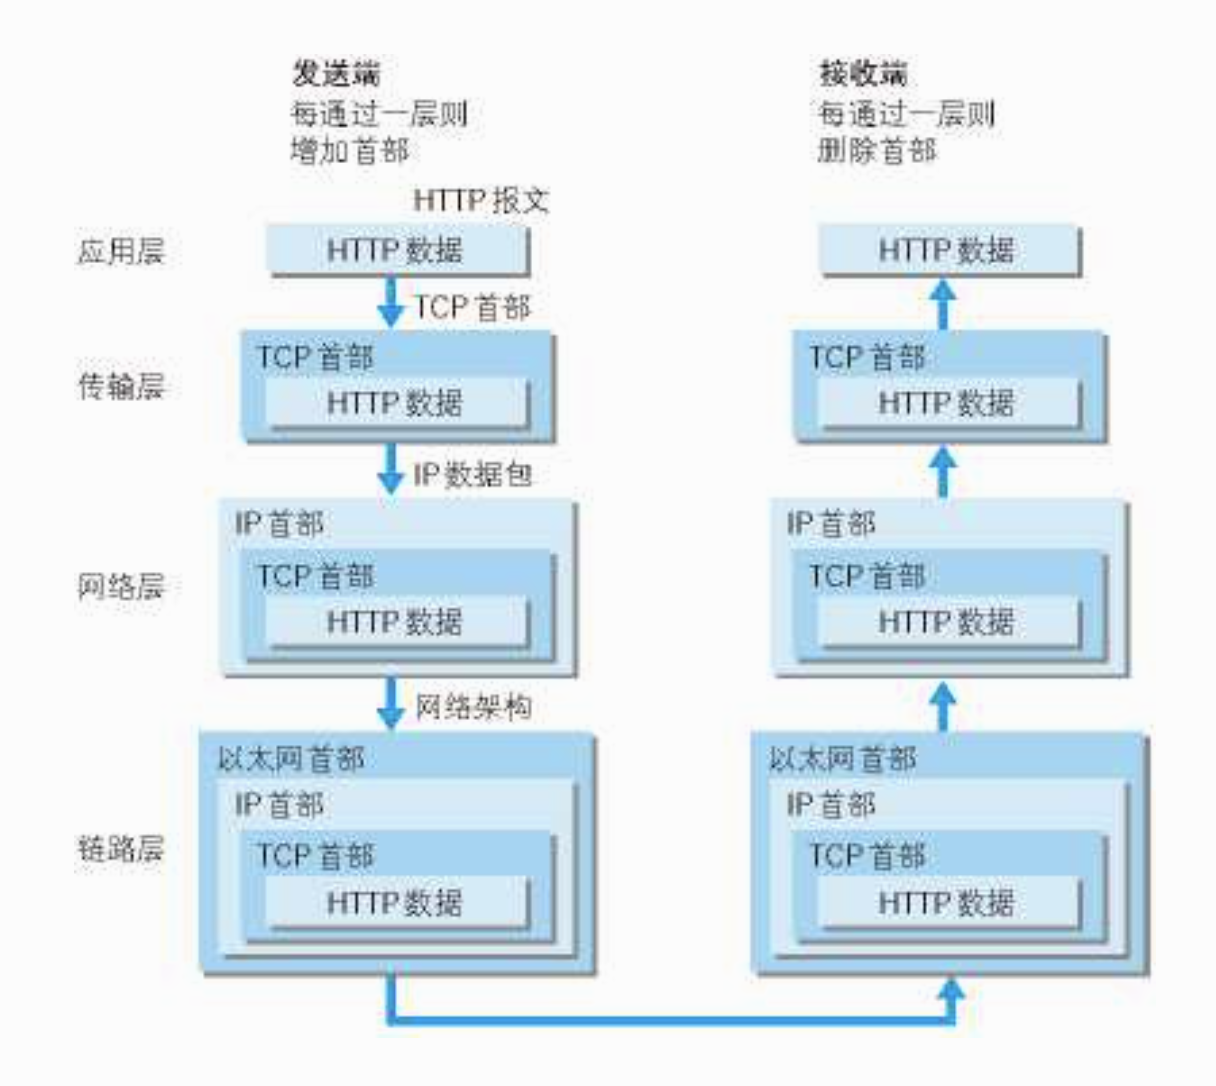 发送端
每通过一层则
增加首部
接收端
每通过一层则
删除首部
HTTP 报文
应用层
HTTP 数据
HTTP 数据
TCP 首部
传输层
TCP 首部
HTTP 数据
TCP 首部
HTTP 数据
IP 数据包
网络层
IP 首部
TCP 首部
HTTP 数据
IP 首部
TCP 首部
HTTP 数据
网络架构
链路层
以太网首部
IP 首部
TCP 首部
HTTP 数据
以太网首部
IP 首部
TCP 首部
HTTP 数据